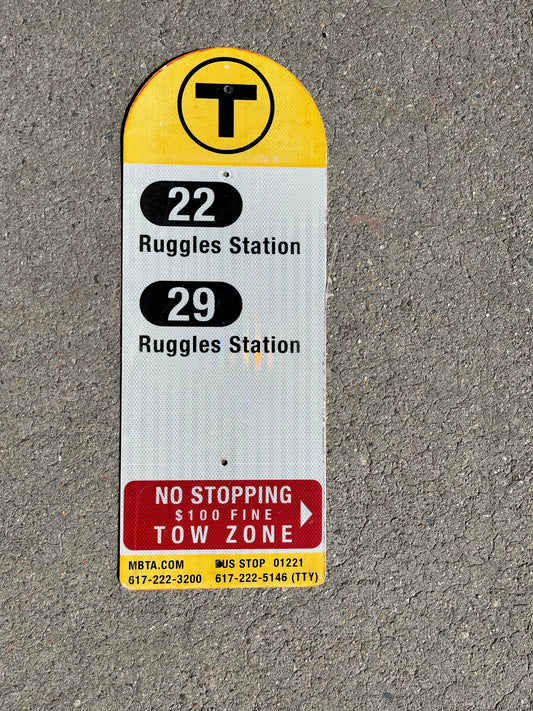 T
22
Ruggles Station
29
Ruggles Station
NO STOPPING
$100 FINE
TOW ZONE
MBTA.COM BUS STOP 01221
617-222-3200 617-222-5146 (TTY)